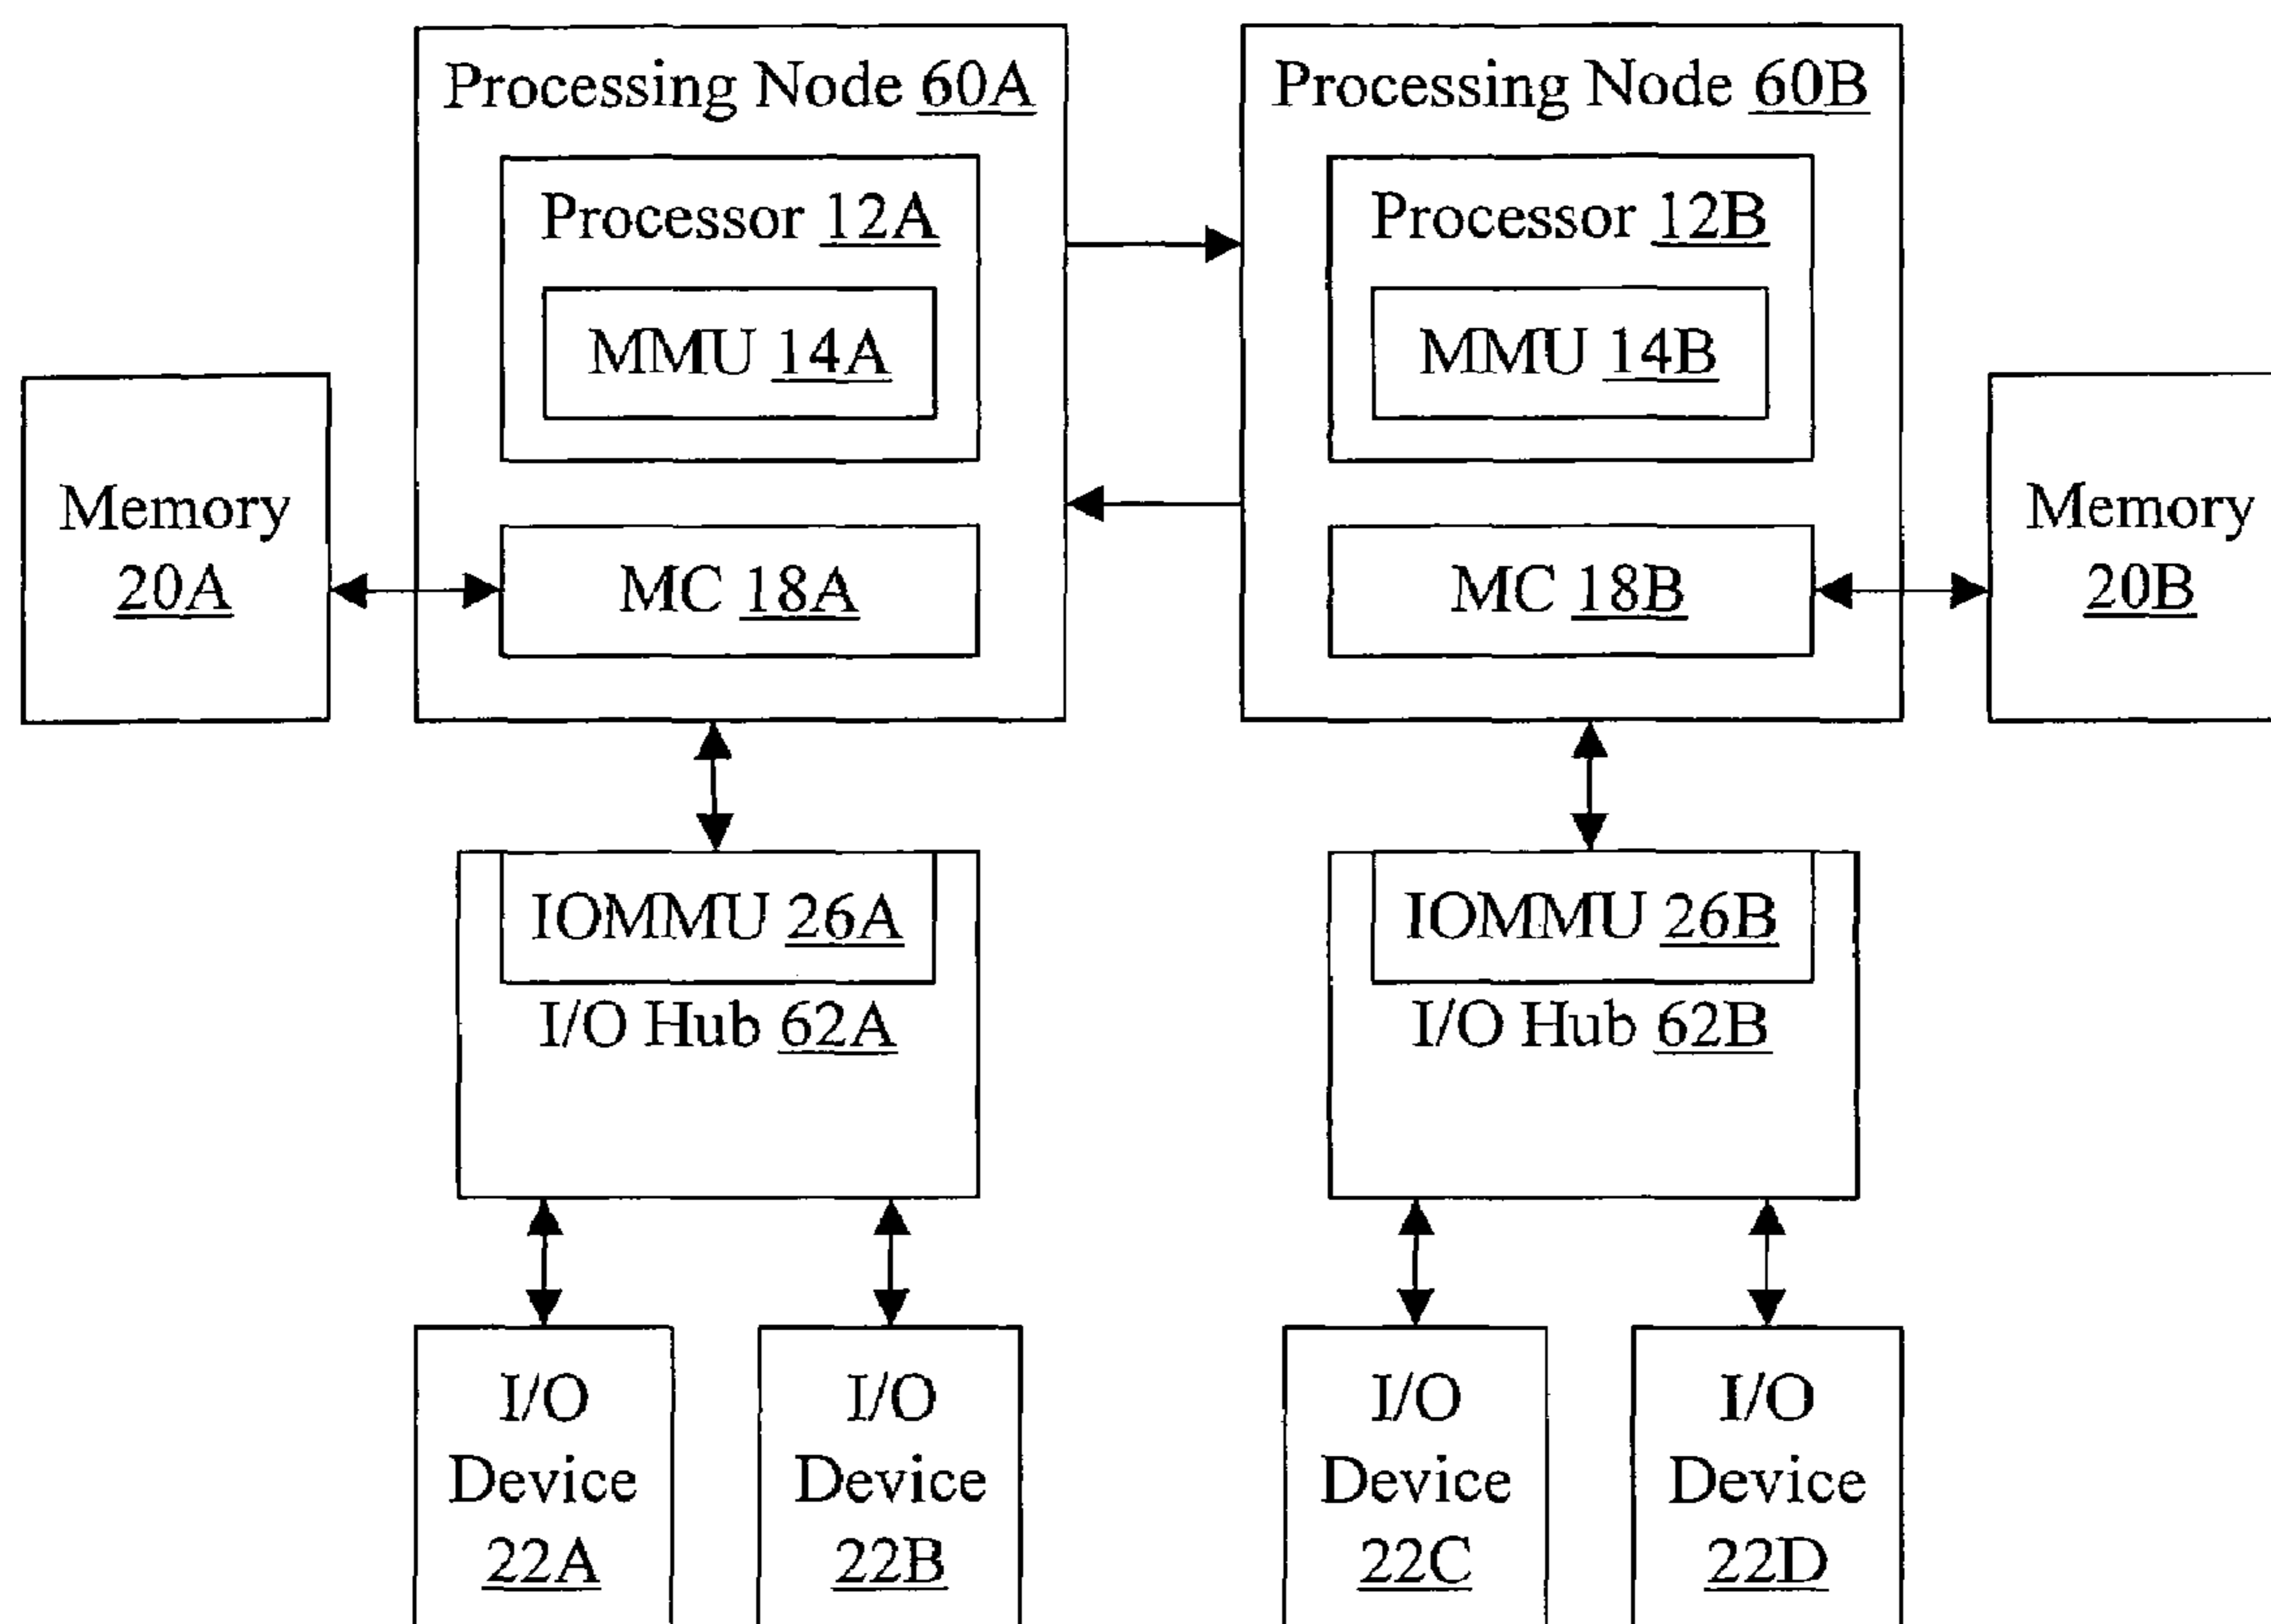 Processing Node 60A
Processor 12A
MMU 14A
MC 18A
Processing Node 60B
Processor 12B
MMU 14B
MC 18B
Memory
20A
Memory
20B
IOMMU 26A
I/O Hub 62A
IOMMU 26B
I/O Hub 62B
I/O
Device
22A
I/O
Device
22B
I/O
Device
22C
I/O
Device
22D